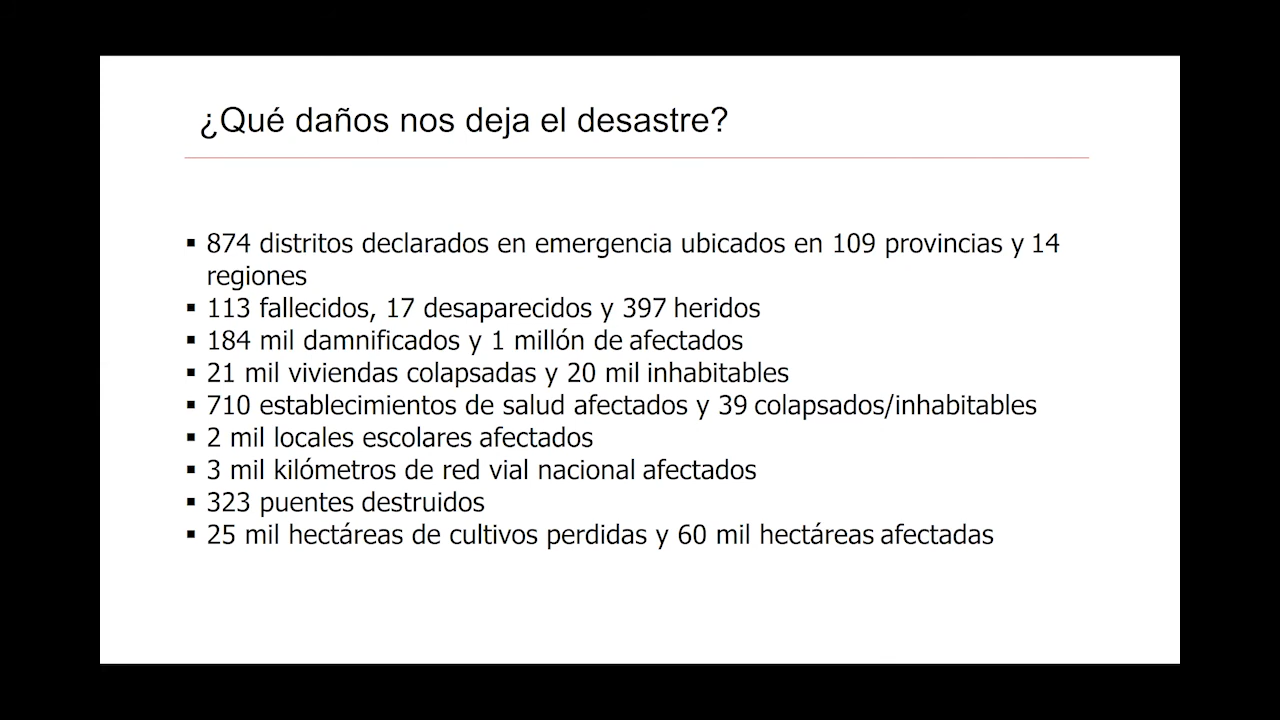 ¿Qué daños nos deja el desastre?
▪ 874 distritos declarados en emergencia ubicados en 109 provincias y 14
regiones
▪ 113 fallecidos, 17 desaparecidos y 397 heridos
▪ 184 mil damnificados y 1 millón de afectados
▪ 21 mil viviendas colapsadas y 20 mil inhabitables
▪ 710 establecimientos de salud afectados y 39 colapsados/inhabitables
▪ 2 mil locales escolares afectados
▪ 3 mil kilómetros de red vial nacional afectados
▪ 323 puentes destruidos
▪ 25 mil hectáreas de cultivos perdidas y 60 mil hectáreas afectadas